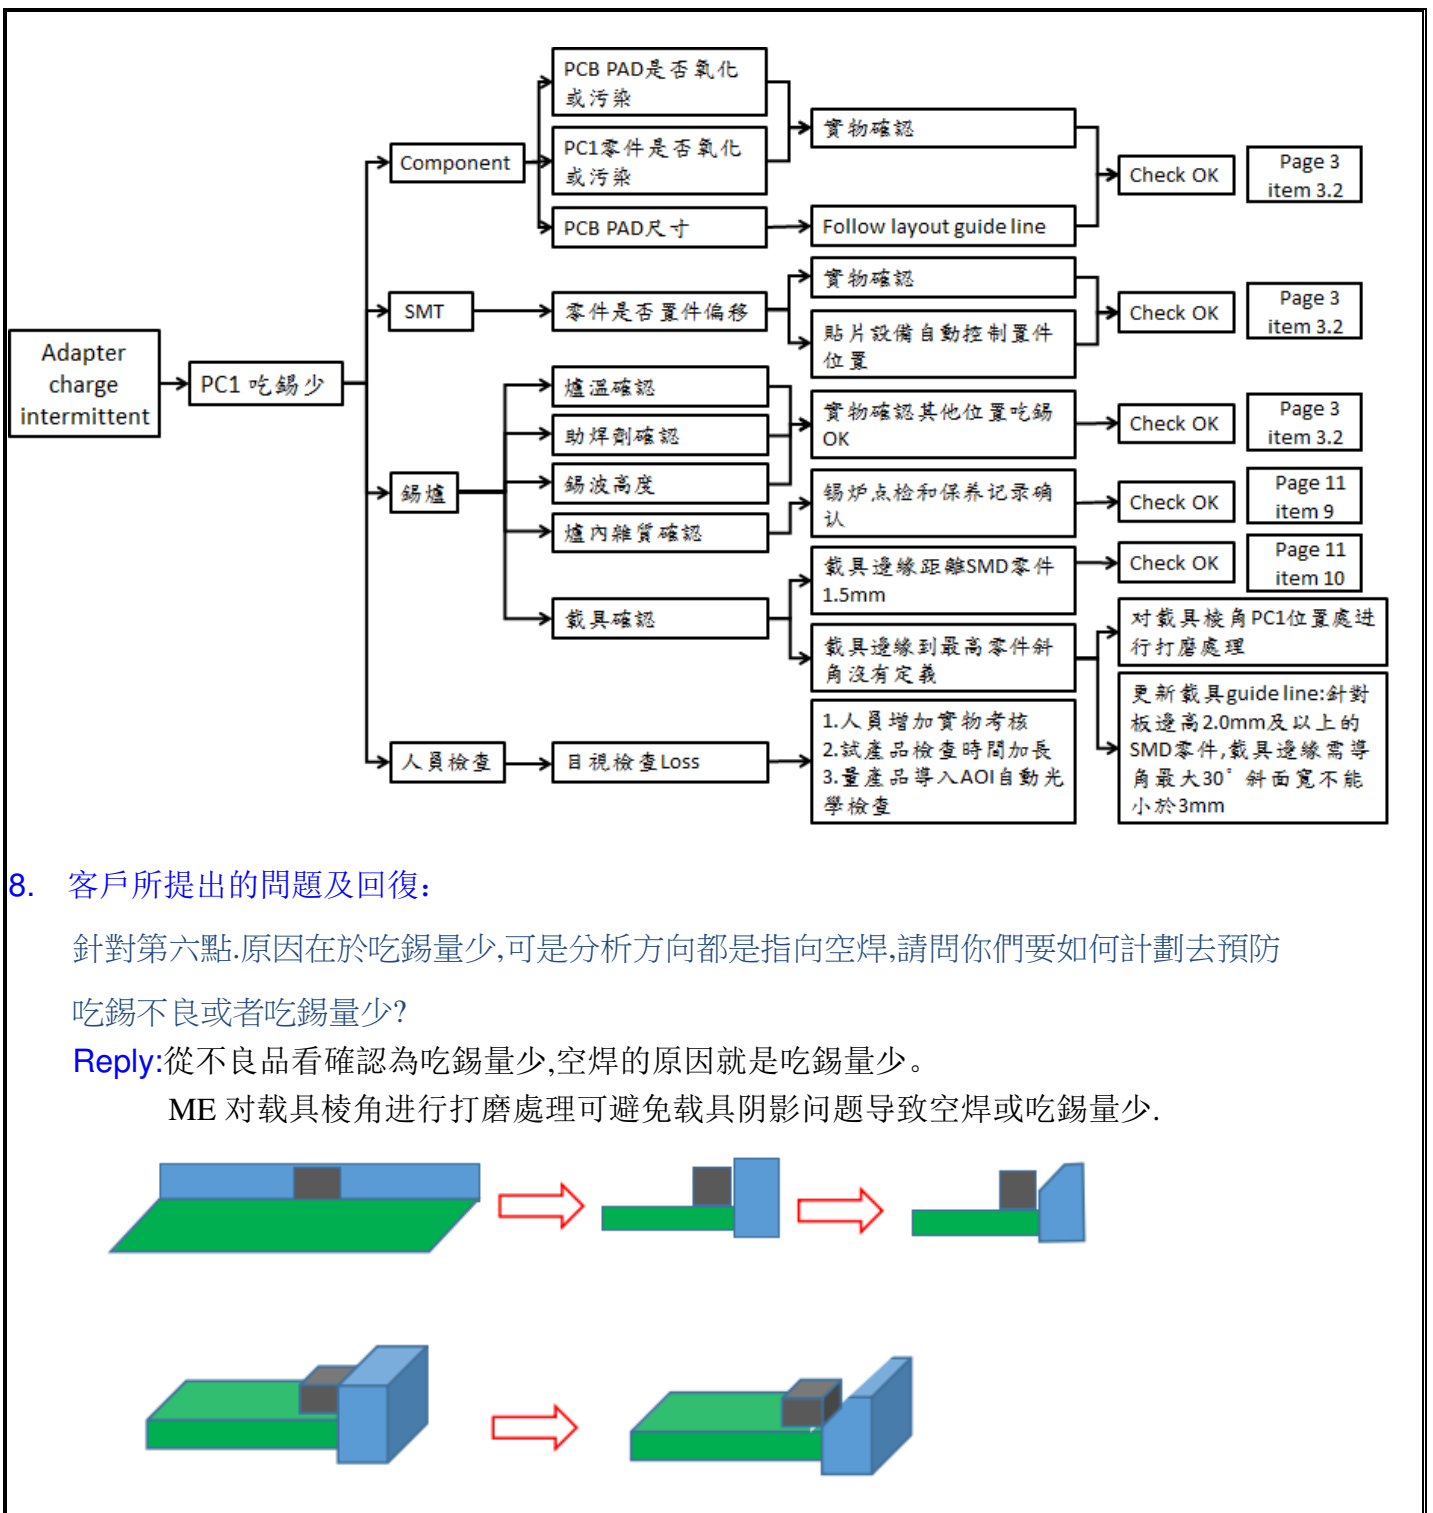 Adapter
charge
intermittent
PC1 吃錫少
Component
PCB PAD是否氧化
或污染
PC1零件是否氧化
或污染
PCB PAD尺寸
實物確認
Follow layout guide line
Check OK
Page 3
item 3.2
SMT
零件是否置件偏移
實物確認
貼片設備自動控制置件
位置
Check OK
Page 3
item 3.2
錫爐
爐溫確認
助焊劑確認
錫波高度
爐內雜質確認
載具確認
實物確認其他位置吃錫
OK
Check OK
Page 3
item 3.2
锡炉点检和保养记录确
认
Check OK
Page 11
item 9
載具邊緣距離SMD零件
1.5mm
Check OK
Page 11
item 10
載具邊緣到最高零件斜
角沒有定義
对載具棱角PC1位置處进
行打磨處理
更新載具guide line:針對
板邊高2.0mm及以上的
SMD零件,載具邊緣需導
角最大30° 斜面寬不能
小於3mm
人員檢查
目視檢查Loss
1.人員增加實物考核
2.試產品檢查時間加長
3.量產品導入AOI自動光
學檢查
8. 客戶所提出的問題及回復：
針對第六點.原因在於吃錫量少,可是分析方向都是指向空焊,請問你們要如何計劃去預防
吃錫不良或者吃錫量少?
Reply:從不良品看確認為吃錫量少,空焊的原因就是吃錫量少。
ME 对载具棱角进行打磨處理可避免载具阴影问题导致空焊或吃錫量少.